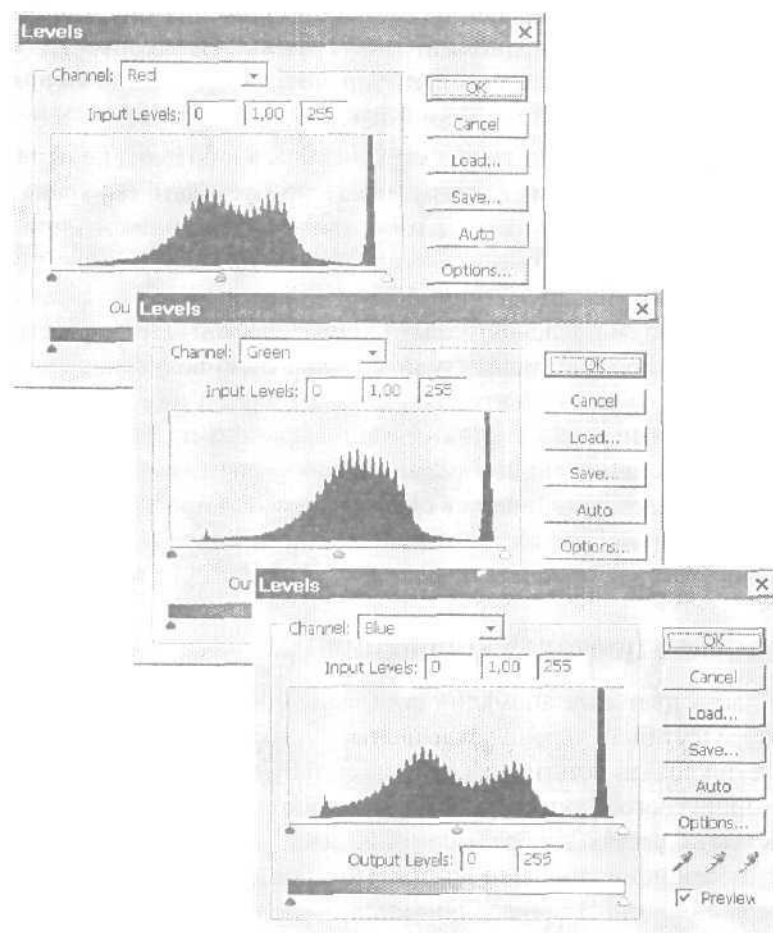 Levels
Channel: Red
Input Levels: 0 1,00 255
OK
Cancel
Load...
Save...
Auto
Options...
Ou
Levels
Channel: Green
Input Levels: 0 1,00 255
OK
Cancel
Load...
Save...
Auto
Options...
Ou
Levels
Channel: Blue
Input Levels: 0 1,00 255
OK
Cancel
Load...
Save...
Auto
Options...
Output Levels: 0 255
Preview